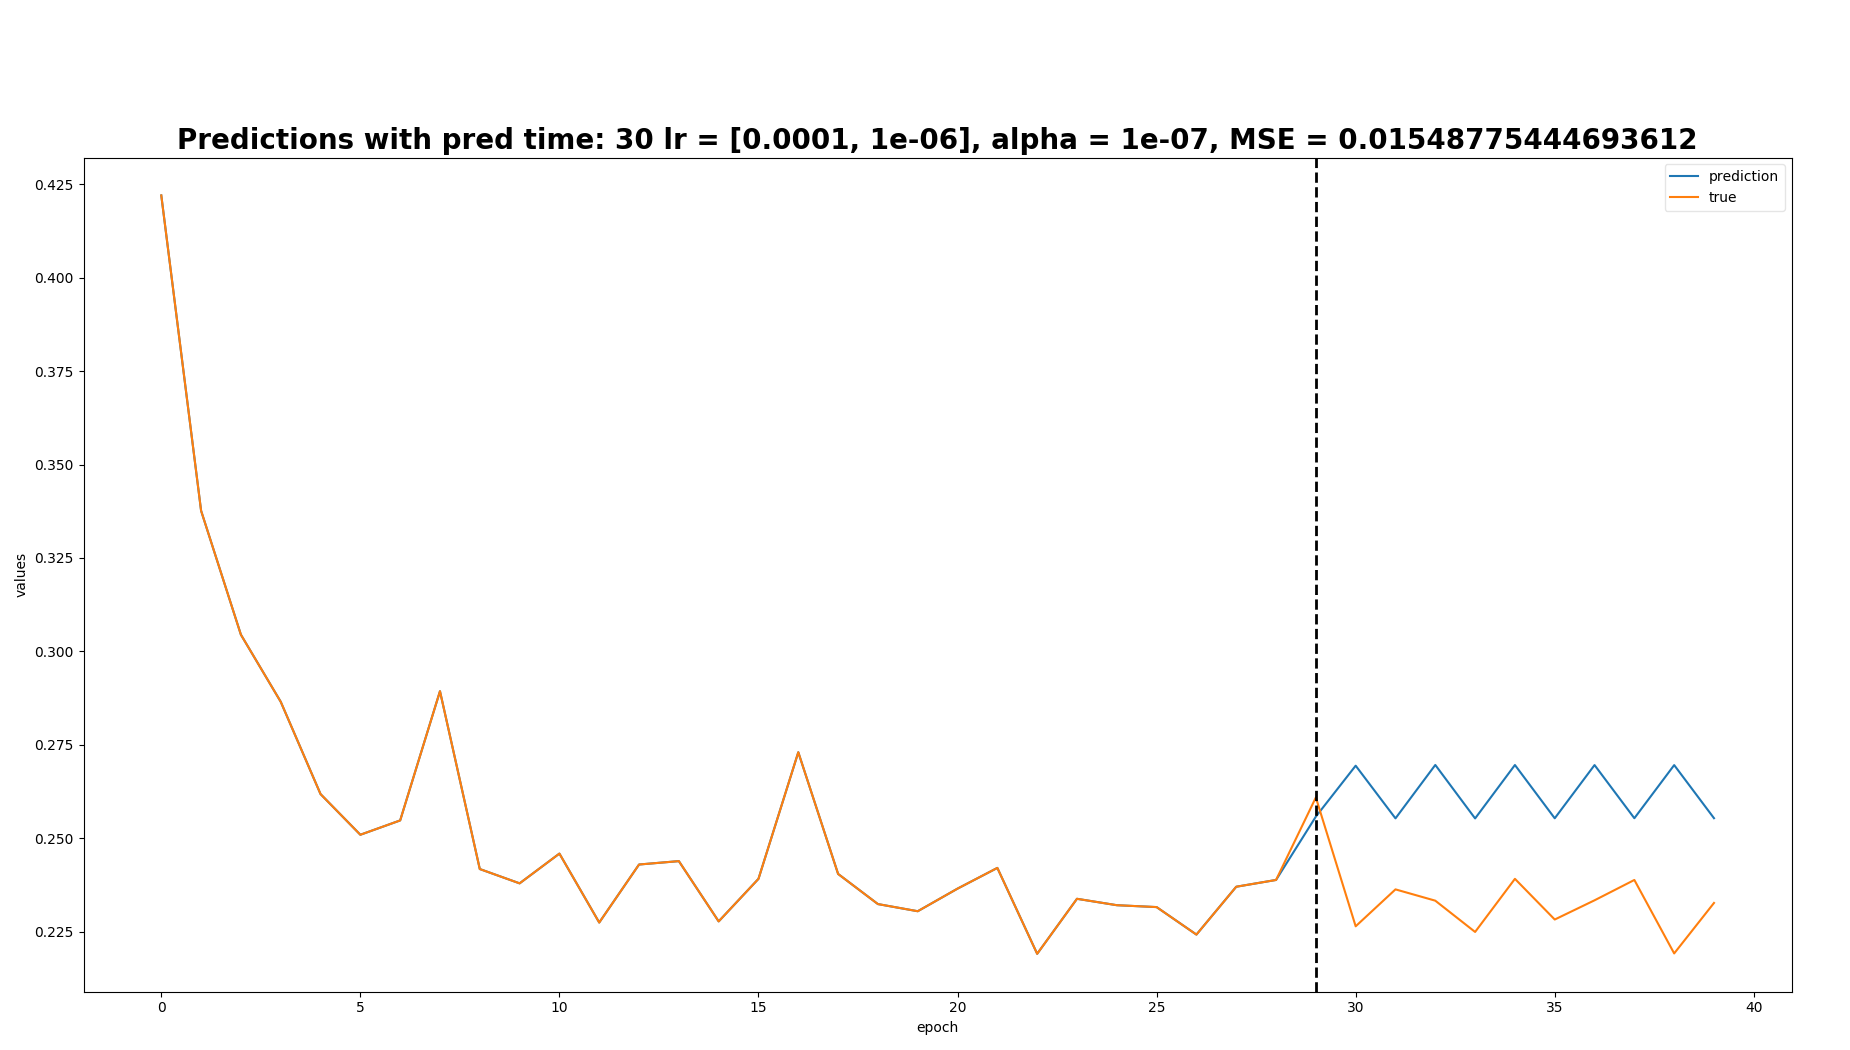 Predictions with pred time: 30 lr = [0.0001, 1e-06], alpha = 1e-07, MSE = 0.01548775444693612
prediction
true
0.425
0.400
0.375
0.350
0.325
0.300
0.275
0.250
0.225
values
0 5 10 15 20 25 30 35 40
epoch